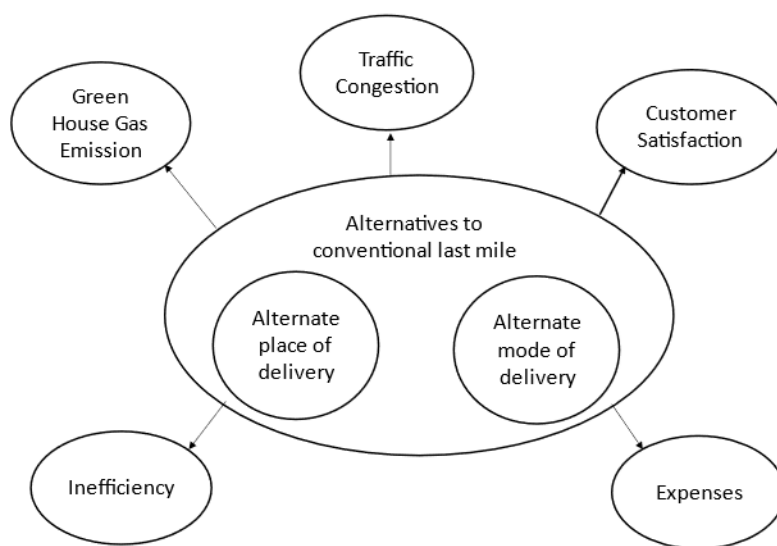 Traffic
Congestion
Green
House Gas
Emission
Customer
Satisfaction
Alternatives to
conventional last mile
Alternate
place of
delivery
Alternate
mode of
delivery
Inefficiency
Expenses